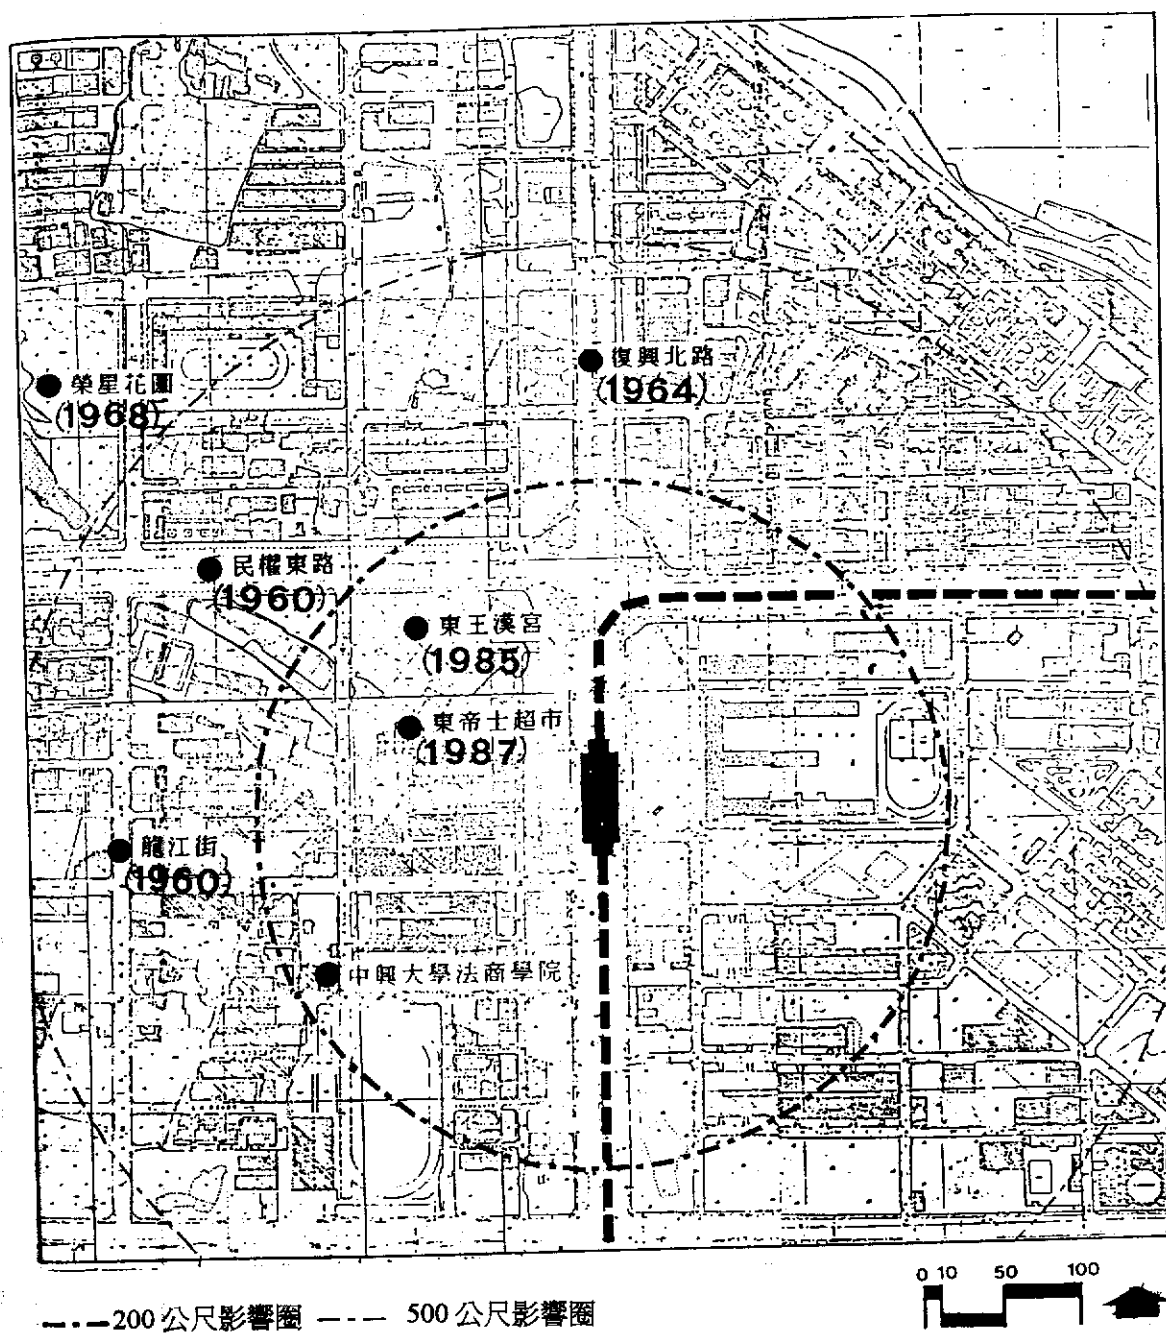 復興北路
(1964)
榮星花園
(1968)
民權東路
(1960)
東王漢宮
(1985)
東帝士超市
(1987)
龍江街
(1960)
中興大學法商學院
0 10 50 100
200公尺影響圈 500公尺影響圈